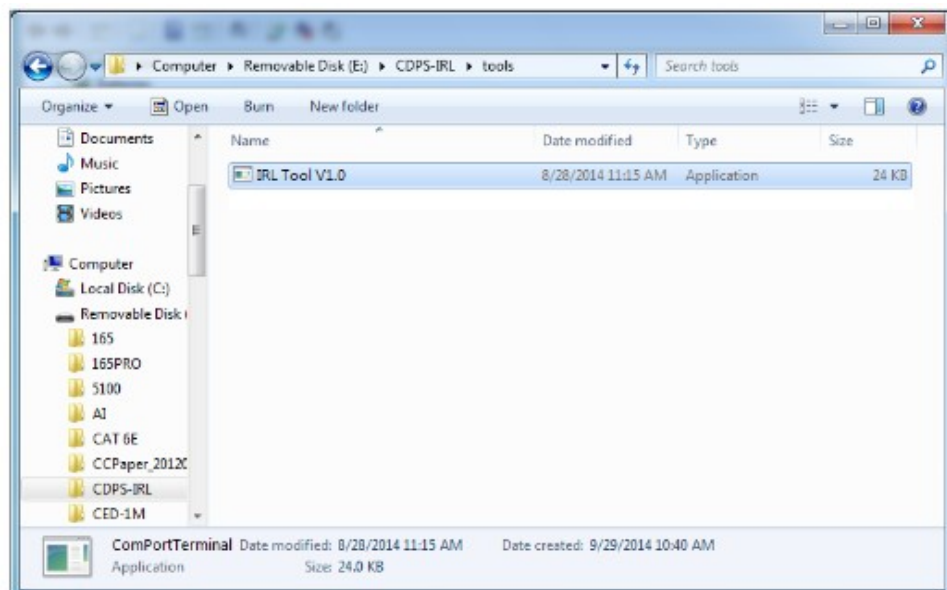 Computer Removable Disk (E:) CDPS-IRL tools Search tools
Organize Open Burn New folder
Documents
Music
Pictures
Videos
Computer
Local Disk (C:)
Removable Disk (
165
165PRO
5100
AI
CAT 6E
CCPaper_2012
CDPS-IRL
CED-1M
Name Date modified Type Size
IRL Tool V1.0 8/28/2014 11:15 AM Application 24 KB
ComPortTerminal Date modified: 8/28/2014 11:15 AM Date created: 9/29/2014 10:40 AM
Application Size: 24.0 KB